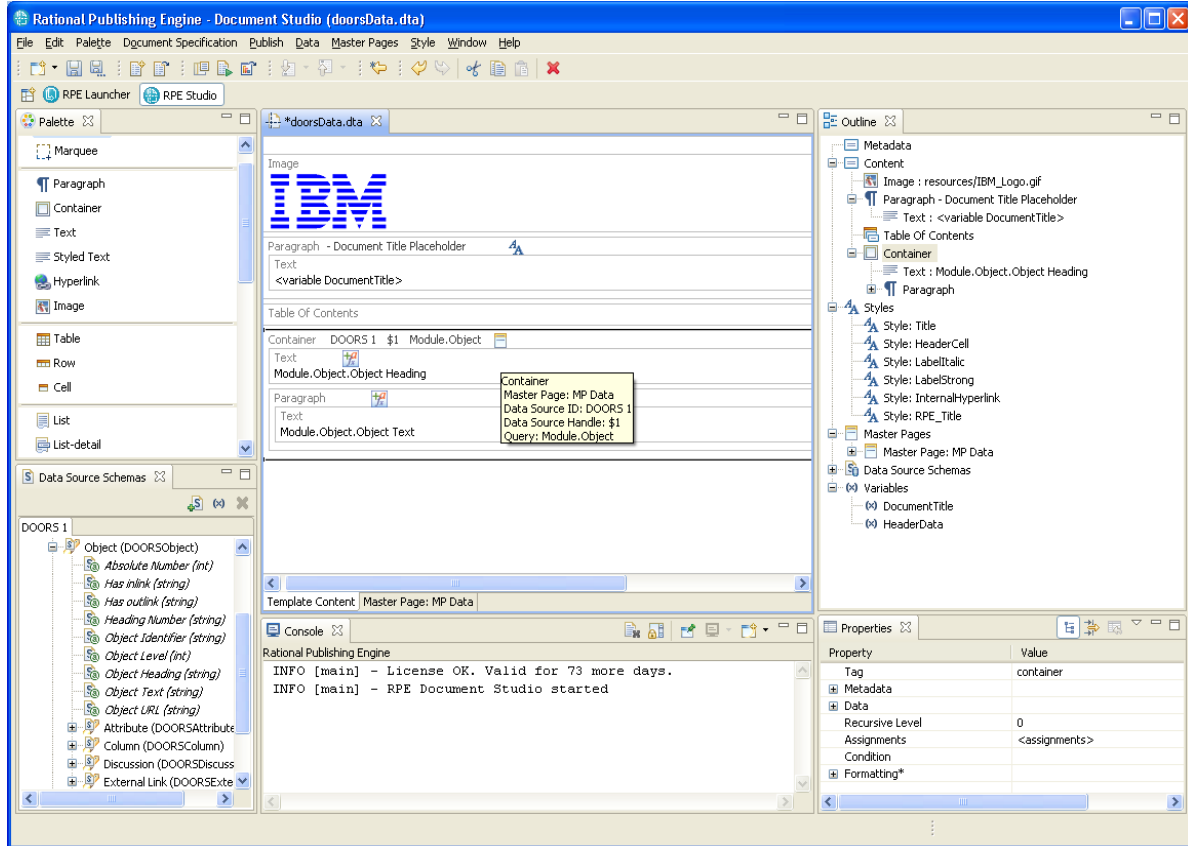 Rational Publishing Engine - Document Studio (doorsData.dta)
File Edit Palette Document Specification Publish Data Master Pages Style Window Help
RPE Launcher RPE Studio
Palette
Marquee
Paragraph
Container
Text
Styled Text
Hyperlink
Image
Table
Row
Cell
List
List-detail
Data Source Schemas
DOORS 1
Object (DOORSObject)
Absolute Number (int)
Has inlink (string)
Has outlink (string)
Heading Number (string)
Object Identifier (string)
Object Level (int)
Object Heading (string)
Object Text (string)
Object URL (string)
Attribute (DOORSAttribute
Column (DOORSColumn)
Discussion (DOORSDiscuss
External Link (DOORSExte
*doorsData.dta
Image
IBM
Paragraph - Document Title Placeholder
Text
<variable DocumentTitle>
Table Of Contents
Container DOORS 1 $1 Module.Object
Text
Module.Object.Object Heading
Paragraph
Text
Module.Object.Object Text
Container
Master Page: MP Data
Data Source ID: DOORS 1
Data Source Handle: $1
Query: Module.Object
Template Content Master Page: MP Data
Console
Rational Publishing Engine
INFO [main] - License OK. Valid for 73 more days.
INFO [main] - RPE Document Studio started
Outline
Metadata
Content
Image : resources/IBM_Logo.gif
Paragraph - Document Title Placeholder
Text : <variable DocumentTitle>
Table Of Contents
Container
Text : Module.Object.Object Heading
Paragraph
Styles
Style: Title
Style: HeaderCell
Style: LabelItalic
Style: LabelStrong
Style: InternalHyperlink
Style: RPE_Title
Master Pages
Master Page: MP Data
Data Source Schemas
Variables
DocumentTitle
HeaderData
Properties
Property Value
Tag container
Metadata
Data
Recursive Level 0
Assignments <assignments>
Condition
Formatting*